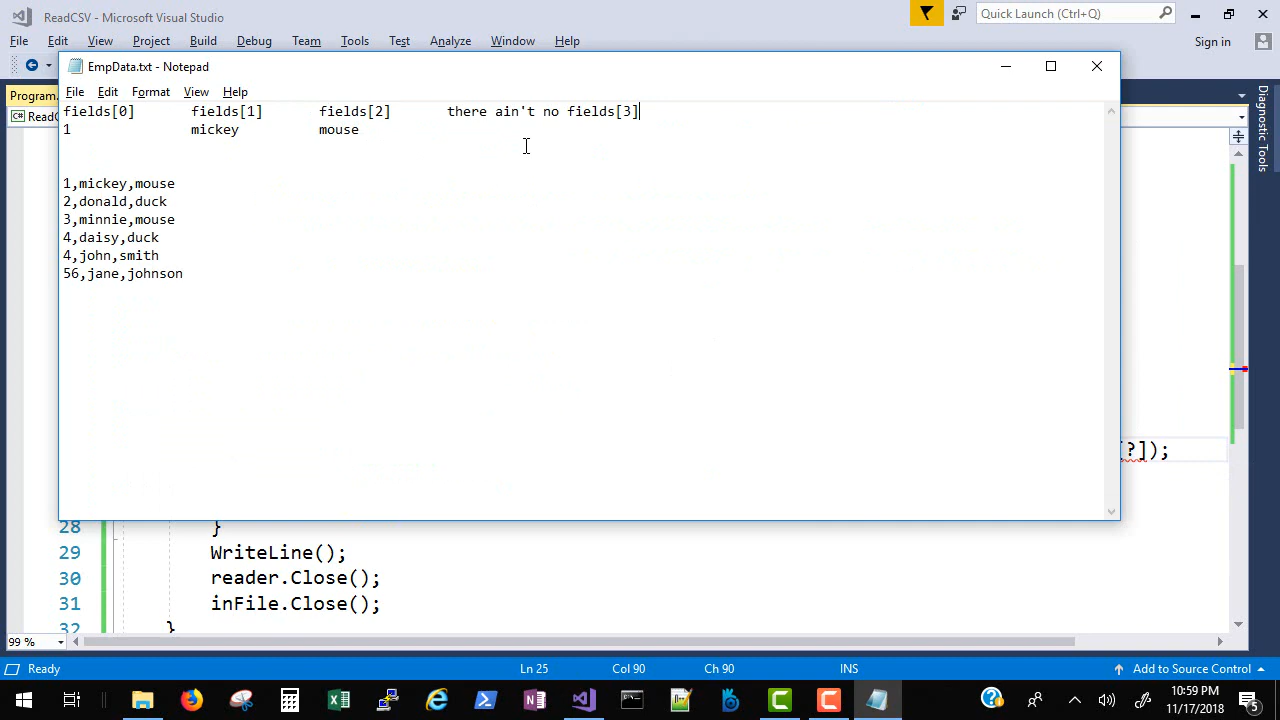 ReadCSV - Microsoft Visual Studio
Quick Launch (Ctrl+Q)
File Edit View Project Build Debug Team Tools Test Analyze Window Help
Sign in
EmpData.txt - Notepad
File Edit Format View Help
fields[0] fields[1] fields[2] there ain't no fields[3]
1 mickey mouse
1,mickey,mouse
2,donald,duck
3,minnie,mouse
4,daisy,duck
4,john,smith
56,jane,johnson
Program.
C# ReadC
Diagnostic Tools
[?]);
28 }
29 WriteLine();
30 reader.Close();
31 inFile.Close();
32 }
99 %
Ready Ln 25 Col 90 Ch 90 INS Add to Source Control
10:59 PM
11/17/2018
5